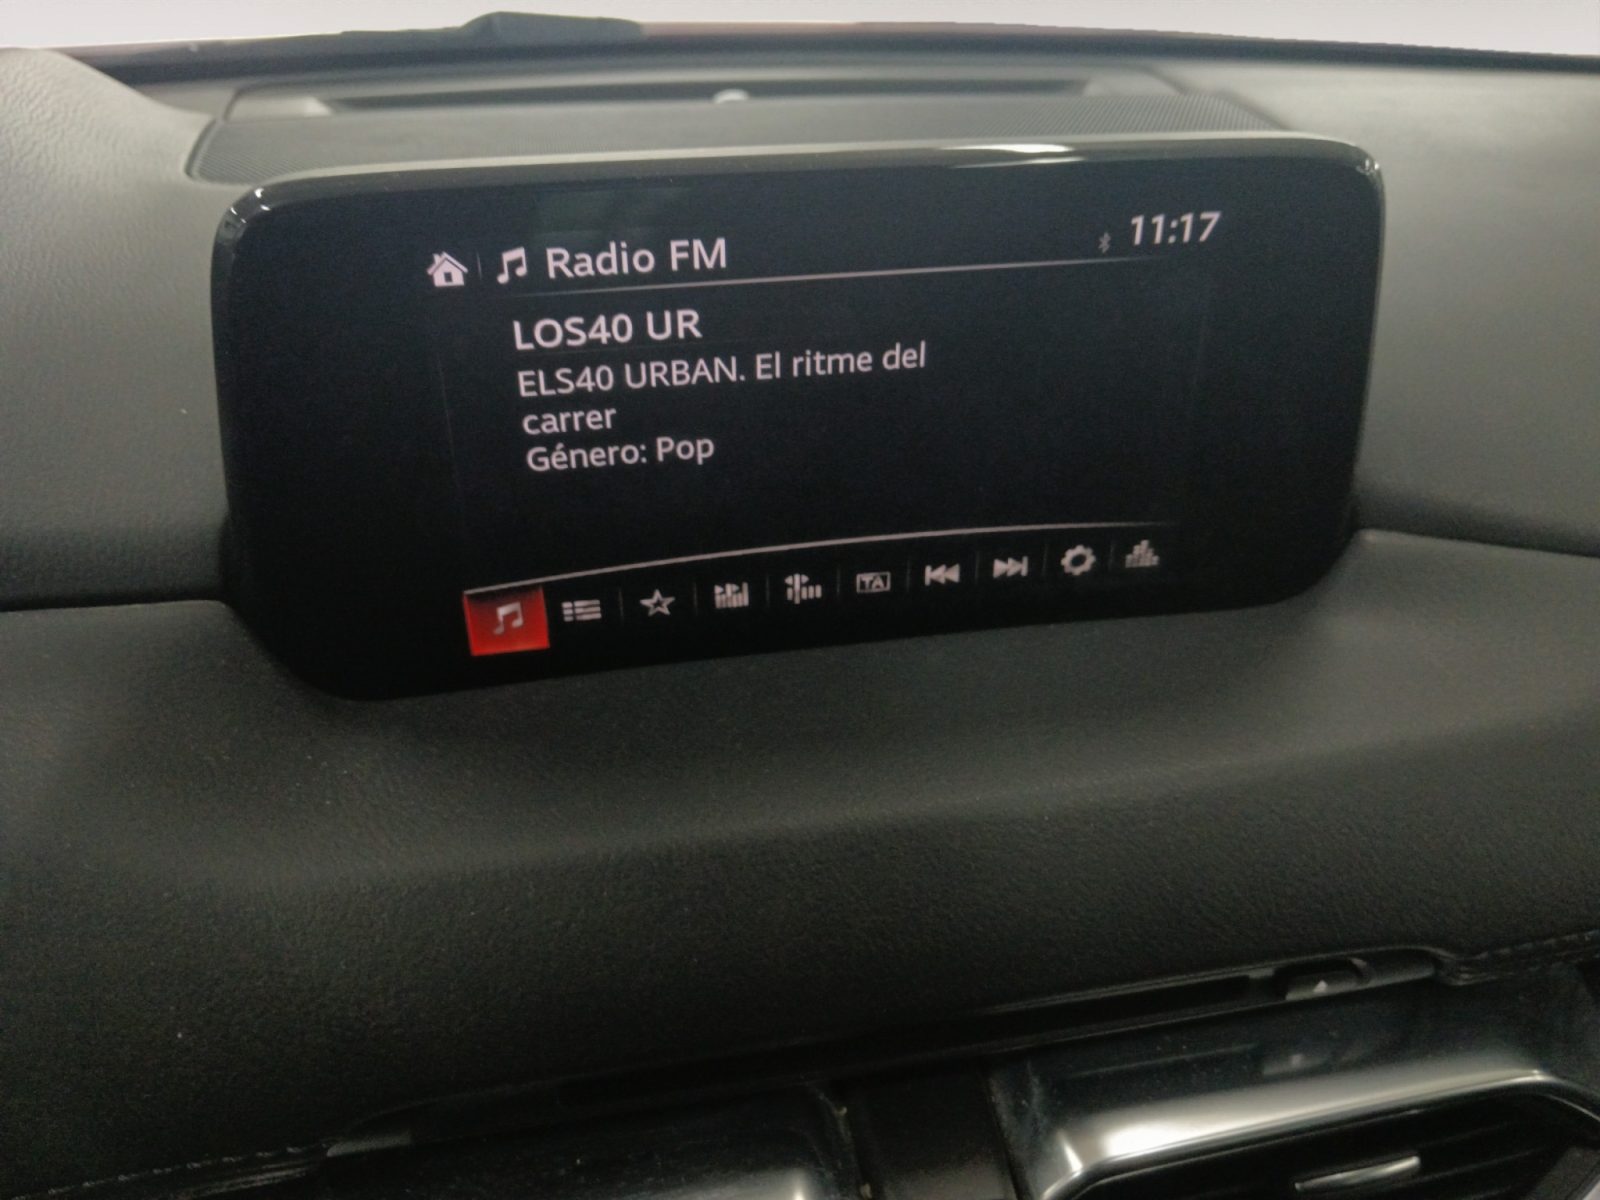 Radio FM
11:17
LOS40 UR
ELS40 URBAN. El ritme del
carrer
Género: Pop
TA